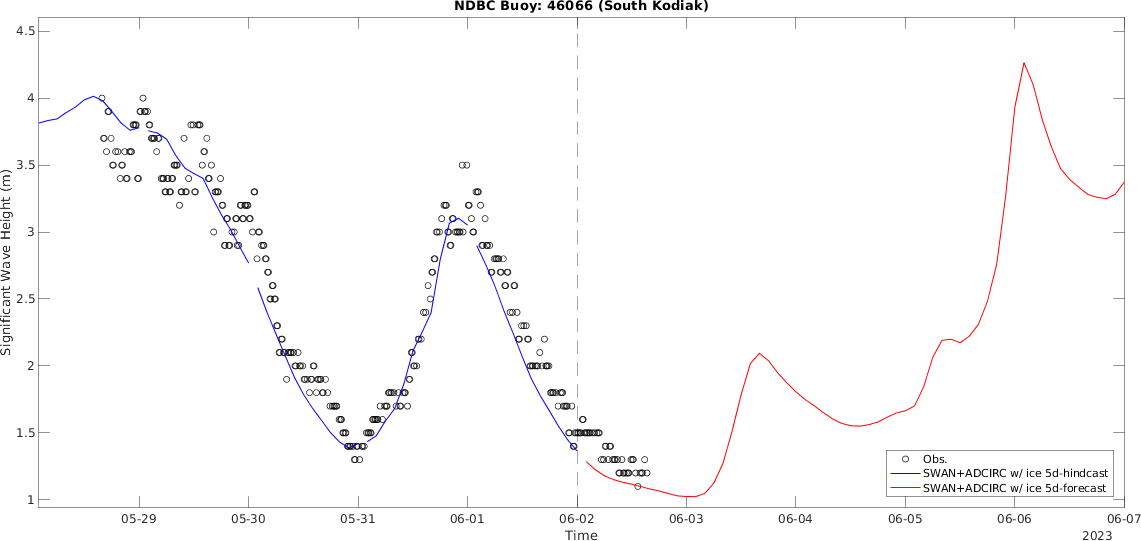 NDBC Buoy: 46066 (South Kodiak)
Significant Wave Height (m)
4.5
4
3.5
3
2.5
2
1.5
1
05-29 05-30 05-31 06-01 06-02 06-03 06-04 06-05 06-06 06-07
Time
2023
Obs.
SWAN+ADCIRC w/ ice 5d-hindcast
SWAN+ADCIRC w/ ice 5d-forecast